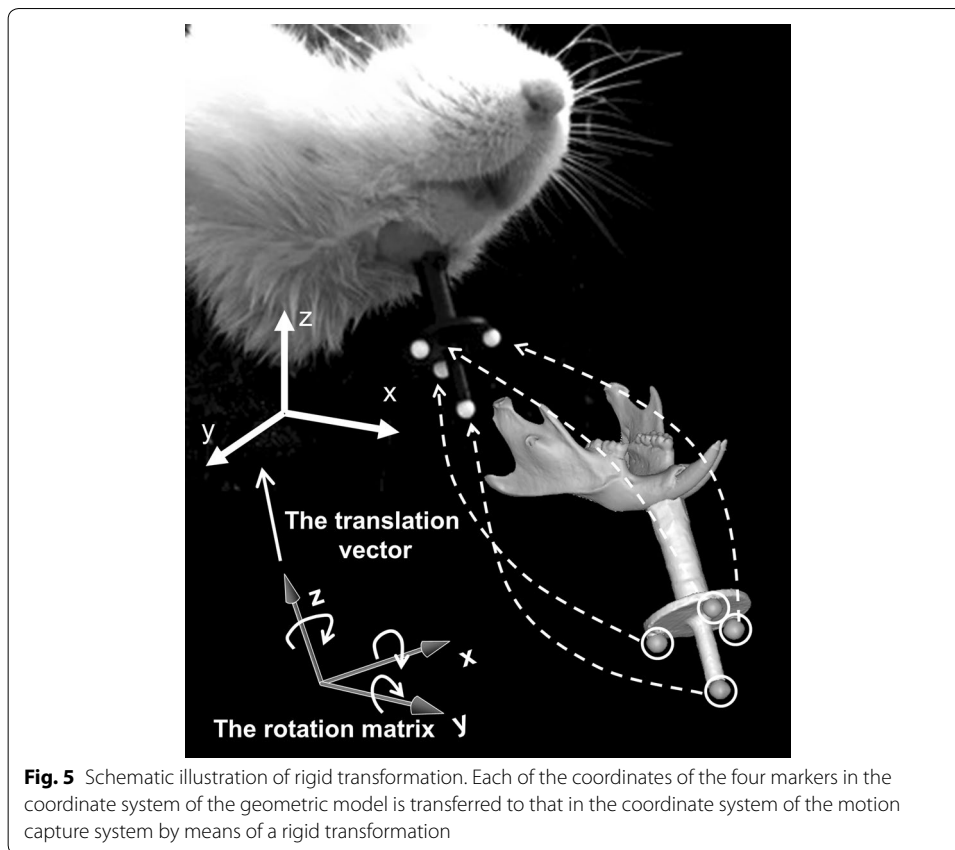 z
x
y
The translation
vector
z
x
The rotation matrix y
Fig. 5 Schematic illustration of rigid transformation. Each of the coordinates of the four markers in the
coordinate system of the geometric model is transferred to that in the coordinate system of the motion
capture system by means of a rigid transformation